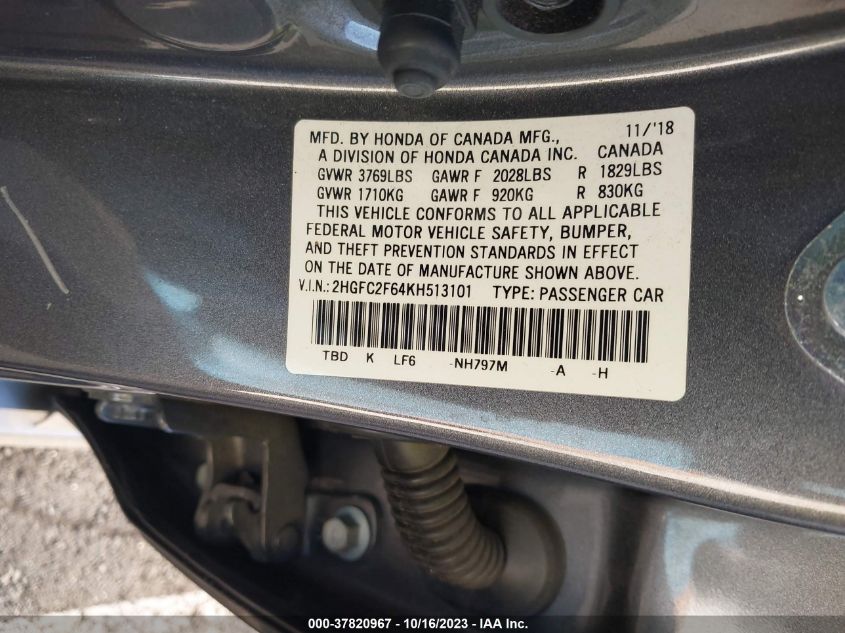 MFD. BY HONDA OF CANADA MFG., 11/'18
A DIVISION OF HONDA CANADA INC. CANADA
GVWR 3769LBS GAWR F 2028LBS R 1829LBS
GVWR 1710KG GAWR F 920KG R 830KG
THIS VEHICLE CONFORMS TO ALL APPLICABLE
FEDERAL MOTOR VEHICLE SAFETY, BUMPER,
AND THEFT PREVENTION STANDARDS IN EFFECT
ON THE DATE OF MANUFACTURE SHOWN ABOVE.
V.I.N.: 2HGFC2F64KH513101 TYPE: PASSENGER CAR
TBD K LF6 -NH797M -A -H
000-37820967 - 10/16/2023 - IAA Inc.